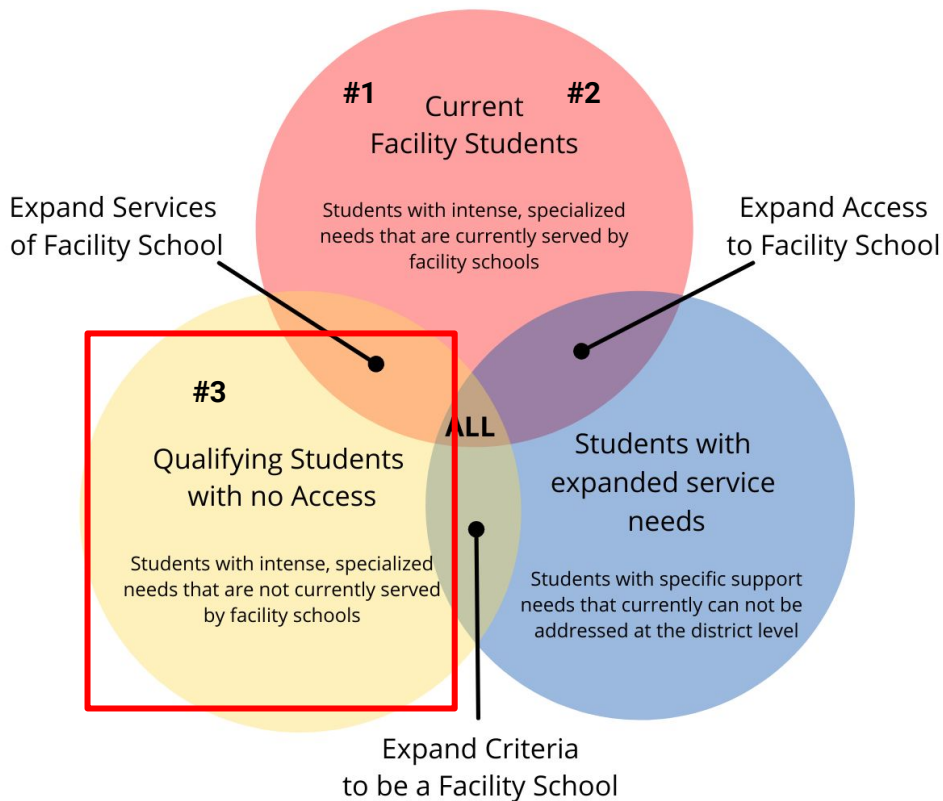 #1
#2
Current
Facility Students
Students with intense, specialized
needs that are currently served by
facility schools
Expand Services
of Facility School
Expand Access
to Facility School
#3
Qualifying Students
with no Access
Students with intense, specialized
needs that are not currently served
by facility schools
ALL
Students with
expanded service
needs
Students with specific support
needs that currently can not be
addressed at the district level
Expand Criteria
to be a Facility School